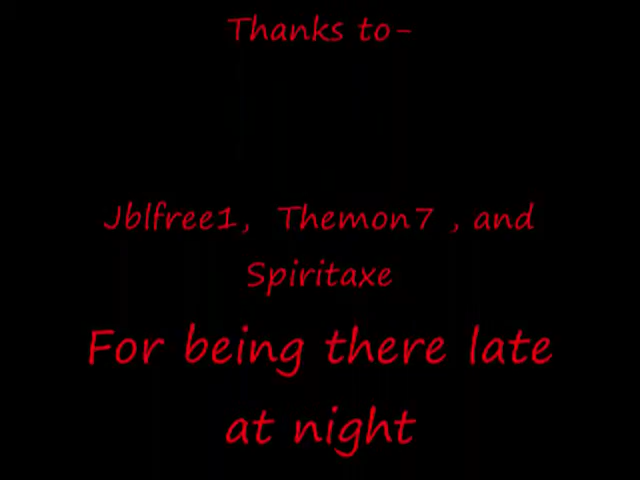 Thanks to-
Jblfree1, Themon7 , and
Spiritaxe
For being there late
at night